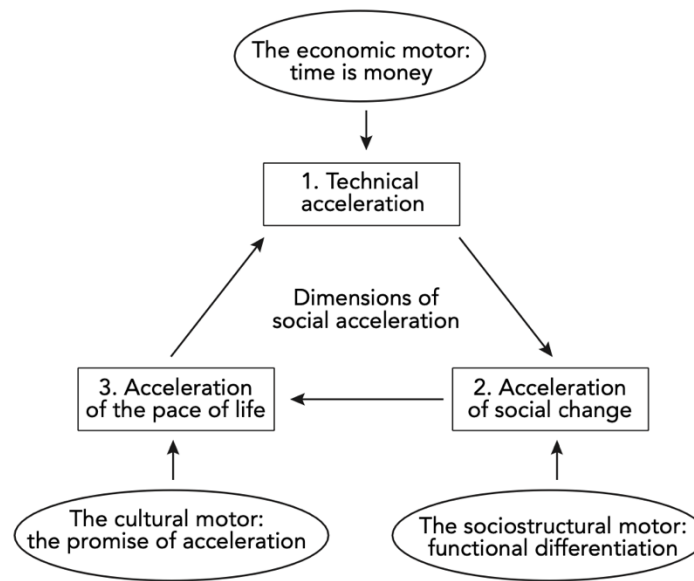 The economic motor:
time is money
1. Technical
acceleration
Dimensions of
social acceleration
3. Acceleration
of the pace of life
2. Acceleration
of social change
The cultural motor:
the promise of acceleration
The sociostructural motor:
functional differentiation